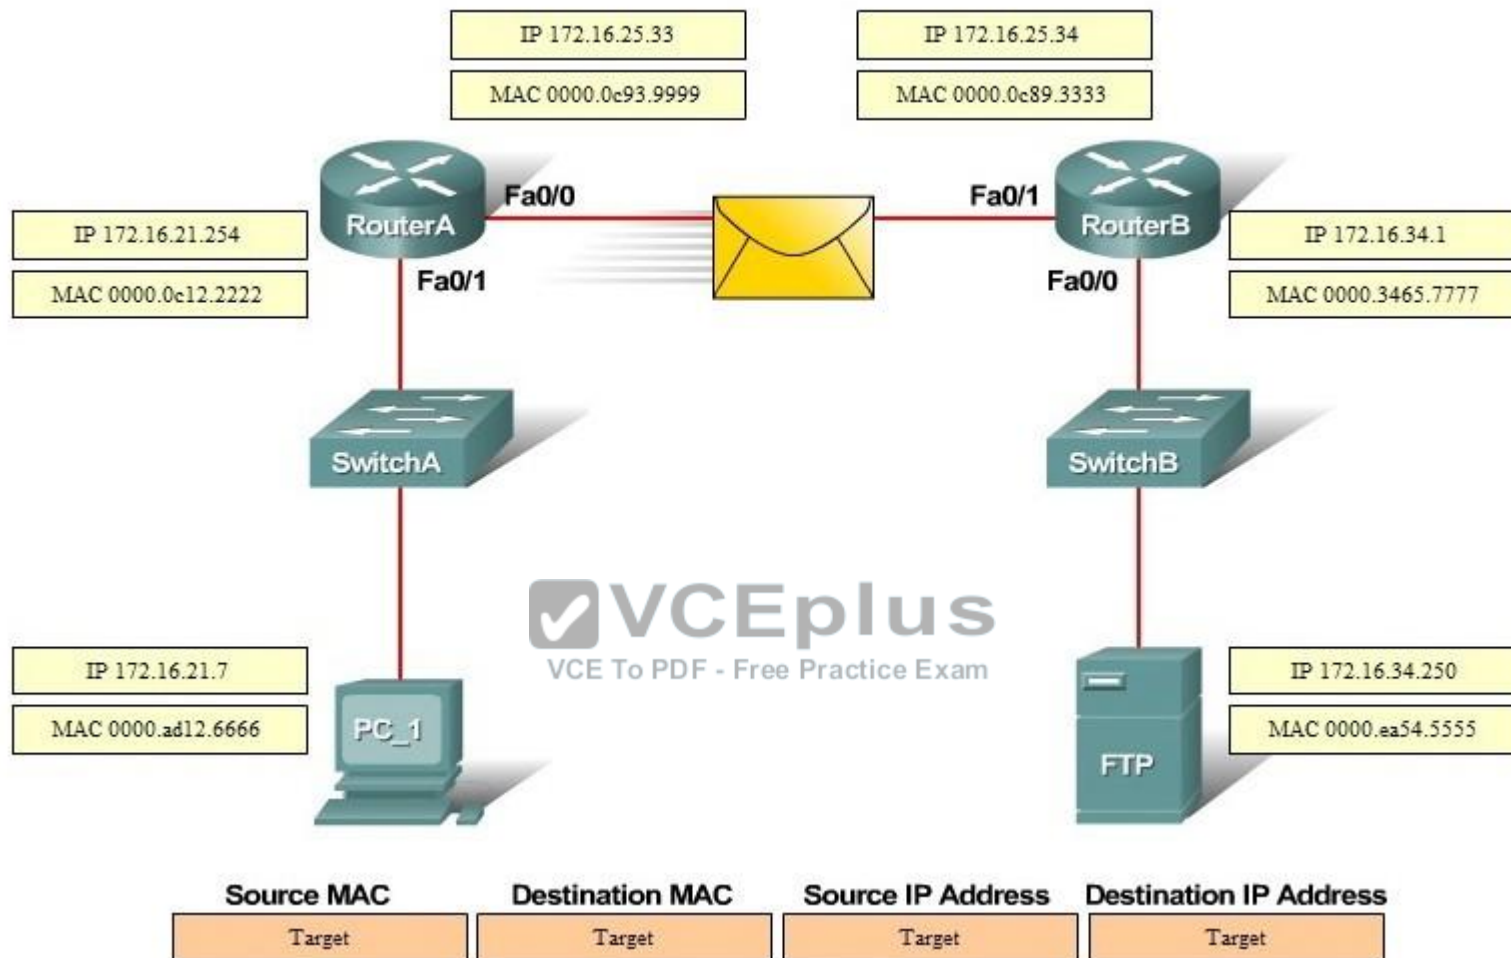 IP 172.16.25.33
IP 172.16.25.34
MAC 0000.0c93.9999
MAC 0000.0c89.3333
Fa0/0
Fa0/1
RouterA
RouterB
IP 172.16.21.254
IP 172.16.34.1
Fa0/1
Fa0/0
MAC 0000.0c12.2222
MAC 0000.3465.7777
SwitchA
SwitchB
VCEplus
VCE To PDF - Free Practice Exam
IP 172.16.21.7
IP 172.16.34.250
MAC 0000.ad12.6666
PC_1
MAC 0000.ea54.5555
FTP
Source MAC
Destination MAC
Source IP Address
Destination IP Address
Target
Target
Target
Target